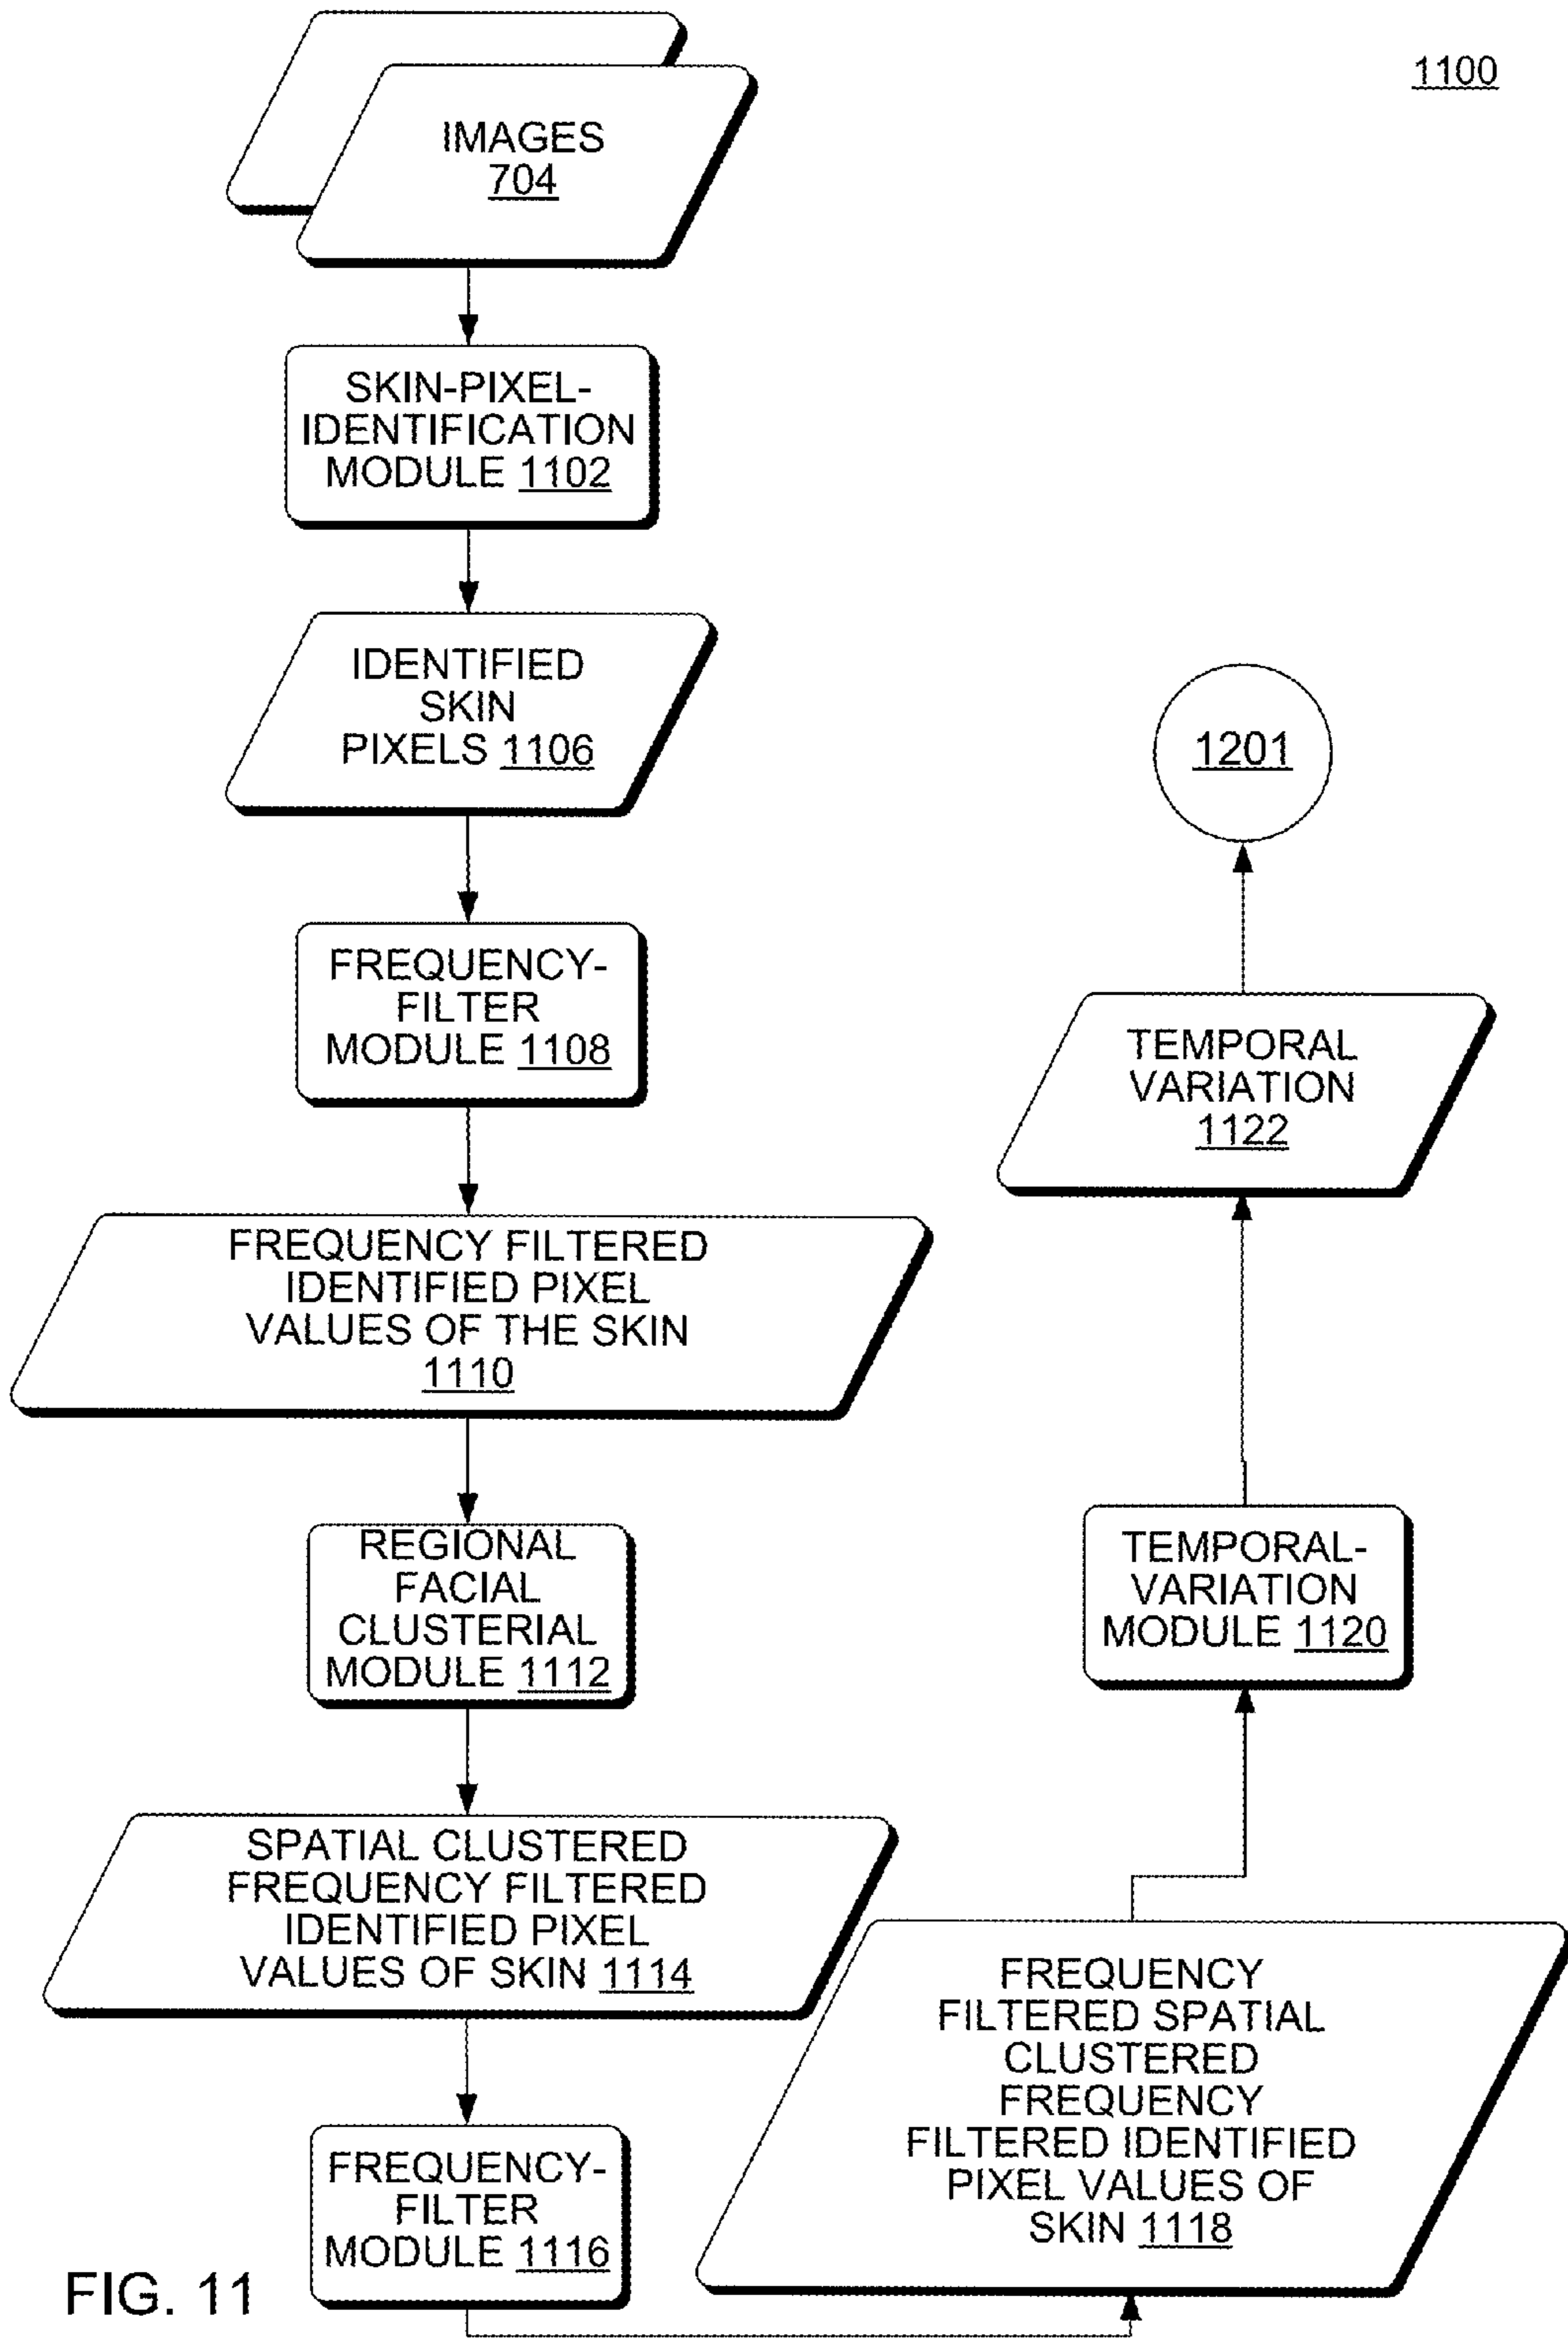 1100
IMAGES
704
SKIN-PIXEL-
IDENTIFICATION
MODULE 1102
IDENTIFIED
SKIN
PIXELS 1106
FREQUENCY-
FILTER
MODULE 1108
FREQUENCY FILTERED
IDENTIFIED PIXEL
VALUES OF THE SKIN
1110
REGIONAL
FACIAL
CLUSTERIAL
MODULE 1112
SPATIAL CLUSTERED
FREQUENCY FILTERED
IDENTIFIED PIXEL
VALUES OF SKIN 1114
FREQUENCY-
FILTER
MODULE 1116
FREQUENCY
FILTERED SPATIAL
CLUSTERED
FREQUENCY
FILTERED IDENTIFIED
PIXEL VALUES OF
SKIN 1118
TEMPORAL-
VARIATION
MODULE 1120
TEMPORAL
VARIATION
1122
1201
FIG. 11